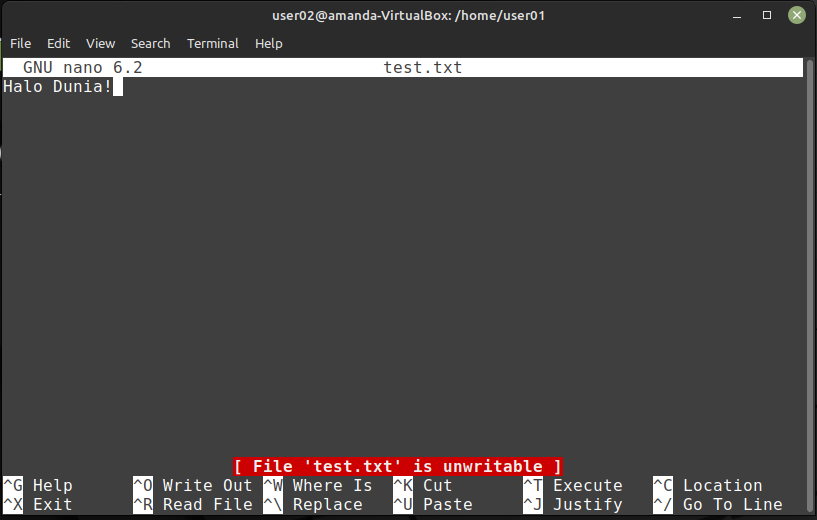 user02@amanda-VirtualBox: /home/user01
File Edit View Search Terminal Help
GNU nano 6.2 test.txt
Halo Dunia!
[ File 'test.txt' is unwritable ]
^G Help ^O Write Out ^W Where Is ^K Cut ^T Execute ^C Location
^X Exit ^R Read File ^\ Replace ^U Paste ^J Justify ^/ Go To Line